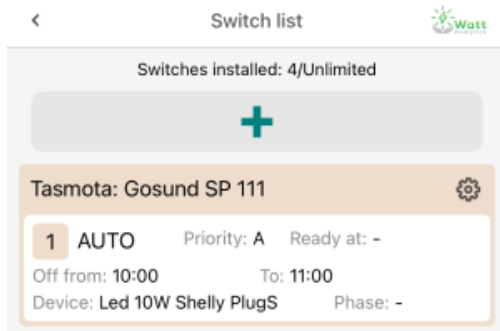 Switch list
Watt
Switches installed: 4/Unlimited
Tasmota: Gosund SP 111
1 AUTO Priority: A Ready at: -
Off from: 10:00 To: 11:00
Device: Led 10W Shelly PlugS Phase: -